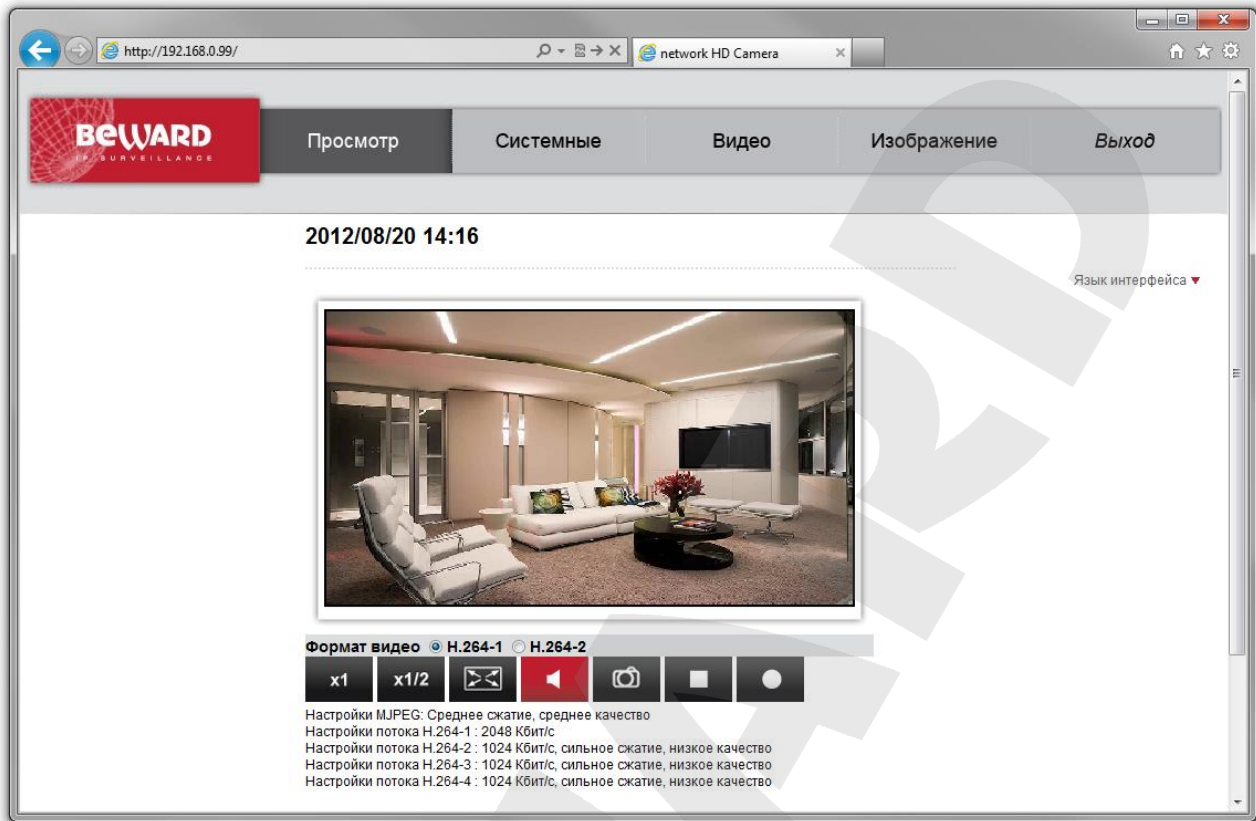 http://192.168.0.99/
network HD Camera
BEWARD
IP SURVEILLANCE
Просмотр
Системные
Видео
Изображение
Выход
2012/08/20 14:16
Язык интерфейса
Формат видео H.264-1 H.264-2
x1
x1/2
Настройки MJPEG: Среднее сжатие, среднее качество
Настройки потока H.264-1 : 2048 Кбит/с
Настройки потока H.264-2 : 1024 Кбит/с, сильное сжатие, низкое качество
Настройки потока H.264-3 : 1024 Кбит/с, сильное сжатие, низкое качество
Настройки потока H.264-4 : 1024 Кбит/с, сильное сжатие, низкое качество
ARD